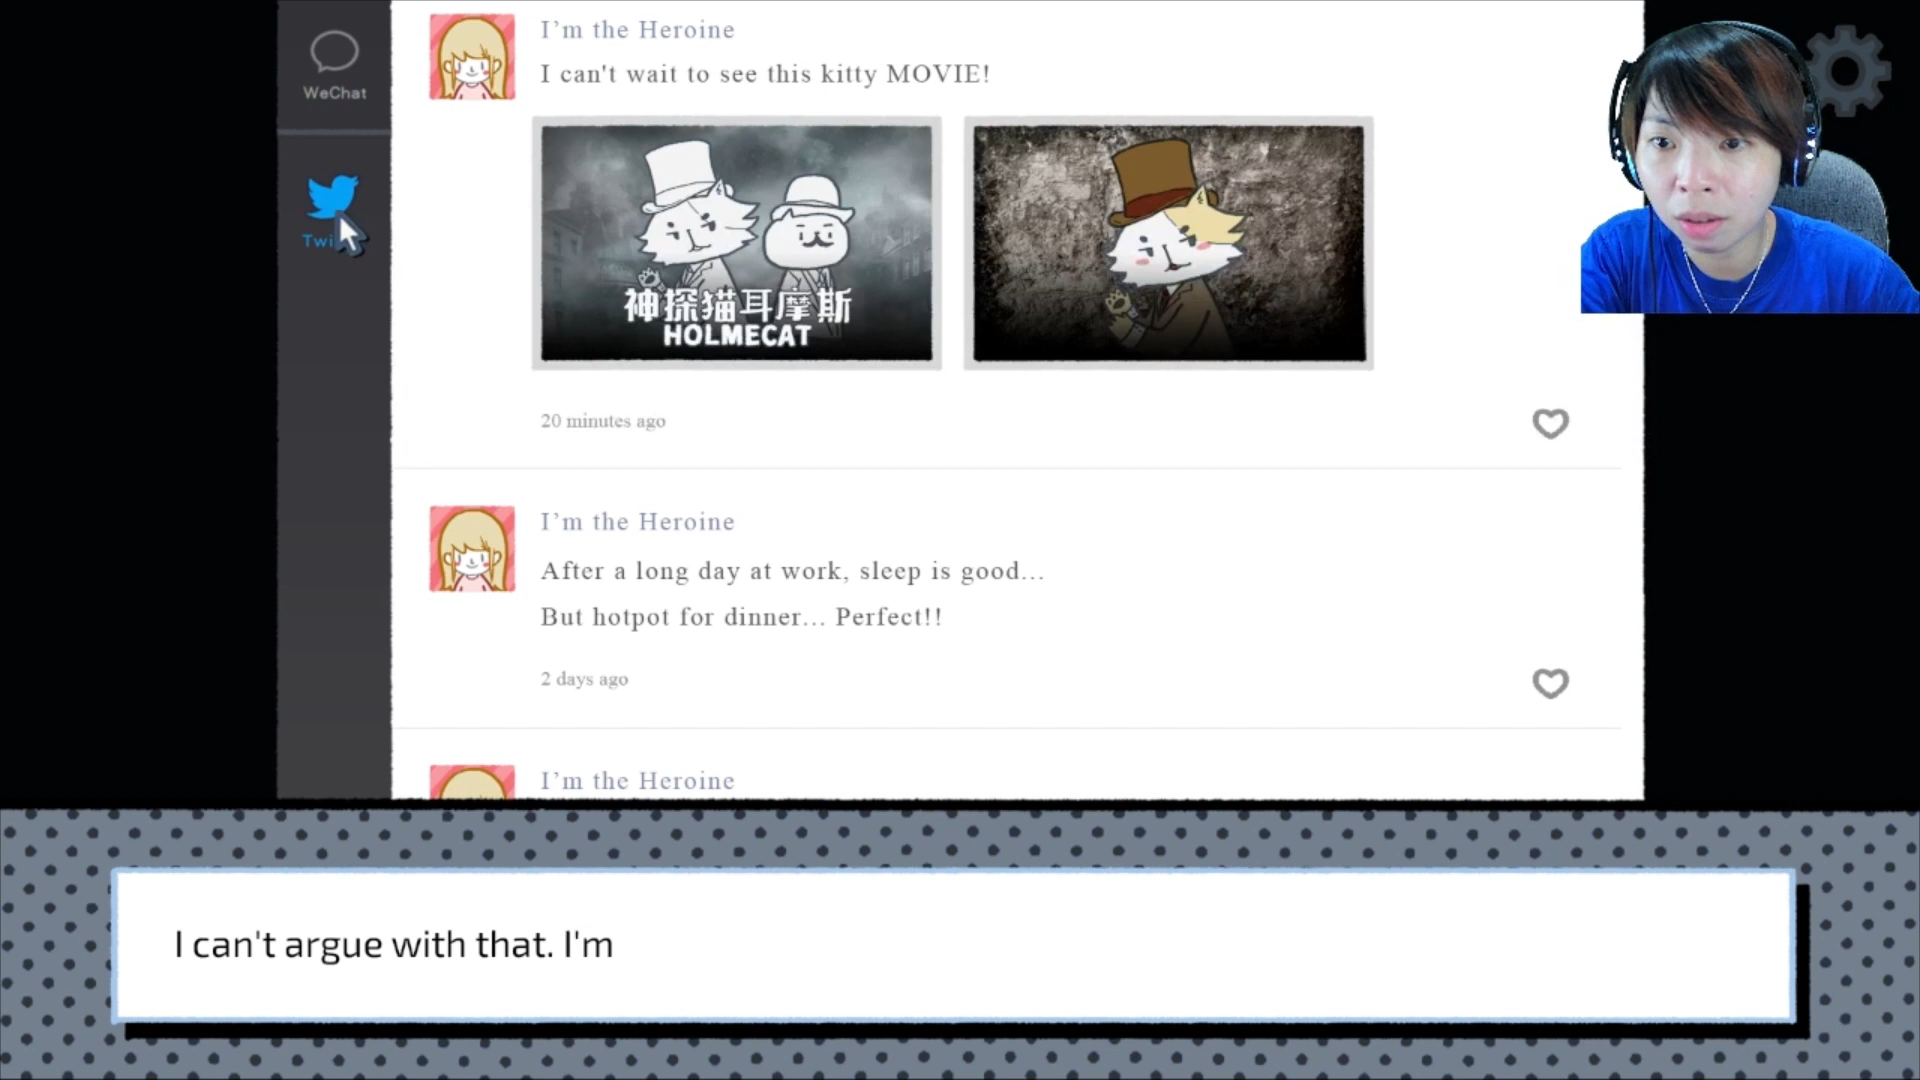 WeChat
Twi
I’m the Heroine
I can't wait to see this kitty MOVIE!
神探猫耳摩斯
HOLMECAT
20 minutes ago
I’m the Heroine
After a long day at work, sleep is good...
But hotpot for dinner... Perfect!!
2 days ago
I’m the Heroine
I can't argue with that. I'm